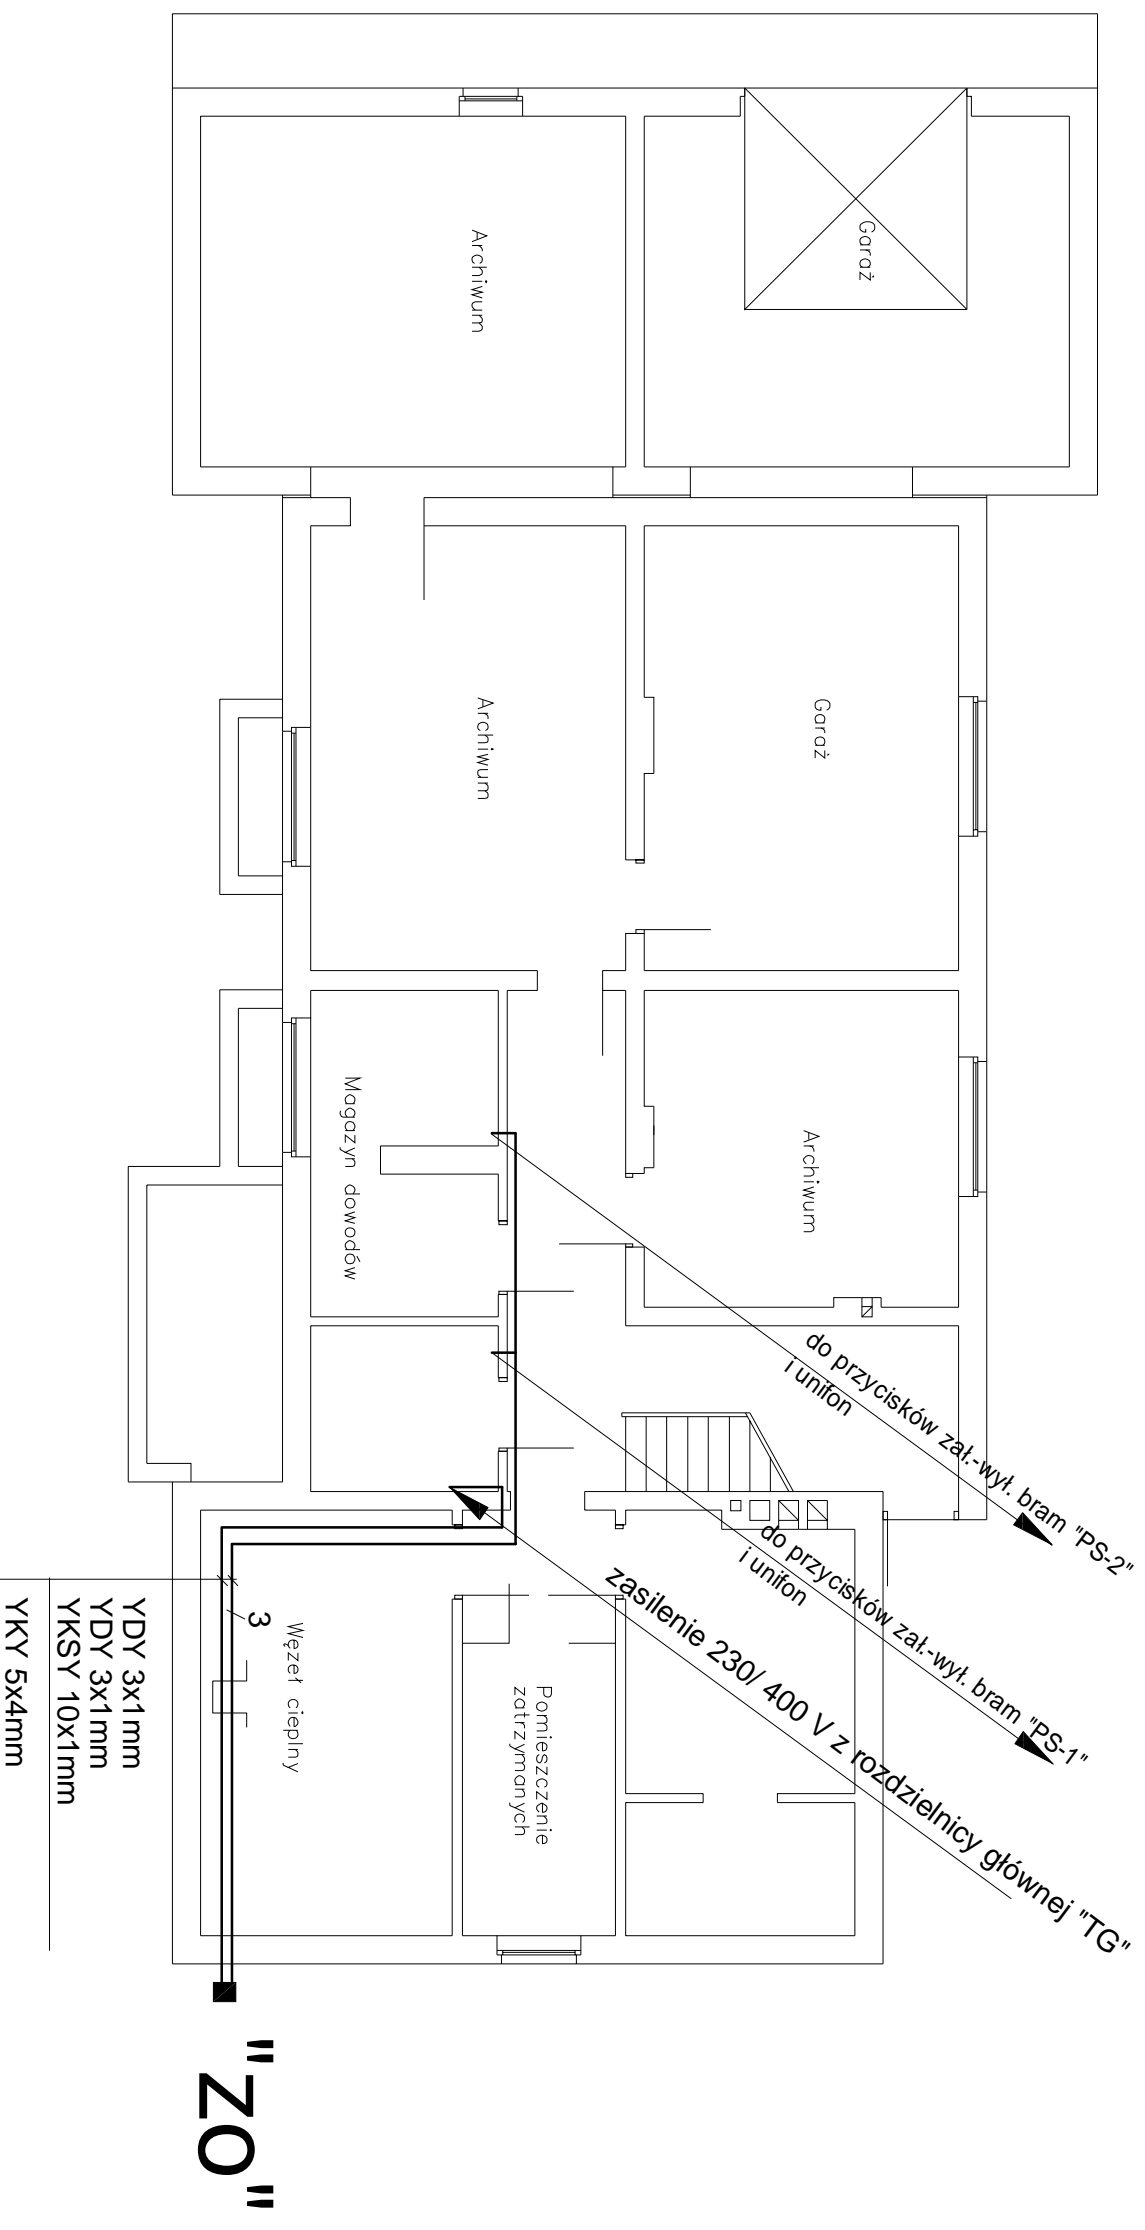 Garaż
Archiwum
Garaż
Archiwum
Archiwum
Magazyn dowodów
do przycisków zał.-wył. bram "PS-2"
i unifon
do przycisków zał.-wył. bram "PS-1"
i unifon
zasilenie 230/ 400 V z rozdzielnicy głównej "TG"
Pomieszczenie
zatrzymanych
Węzeł cieplny
3
YDY 3x1mm
YDY 3x1mm
YKSY 10x1mm
YKY 5x4mm
"ZO"